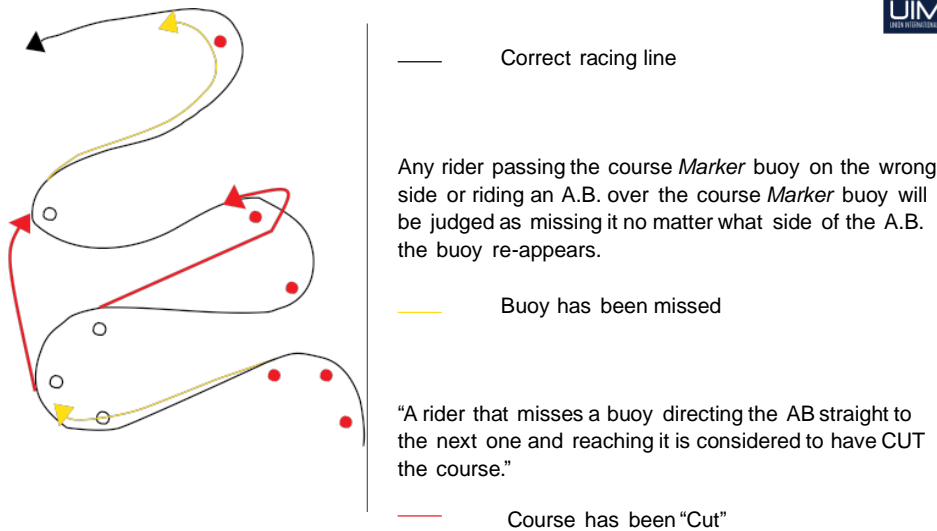 UIM
UNION INTERNATIONAL
Correct racing line
Any rider passing the course Marker buoy on the wrong
side or riding an A.B. over the course Marker buoy will
be judged as missing it no matter what side of the A.B.
the buoy re-appears.
Buoy has been missed
“A rider that misses a buoy directing the AB straight to
the next one and reaching it is considered to have CUT
the course.”
Course has been “Cut”